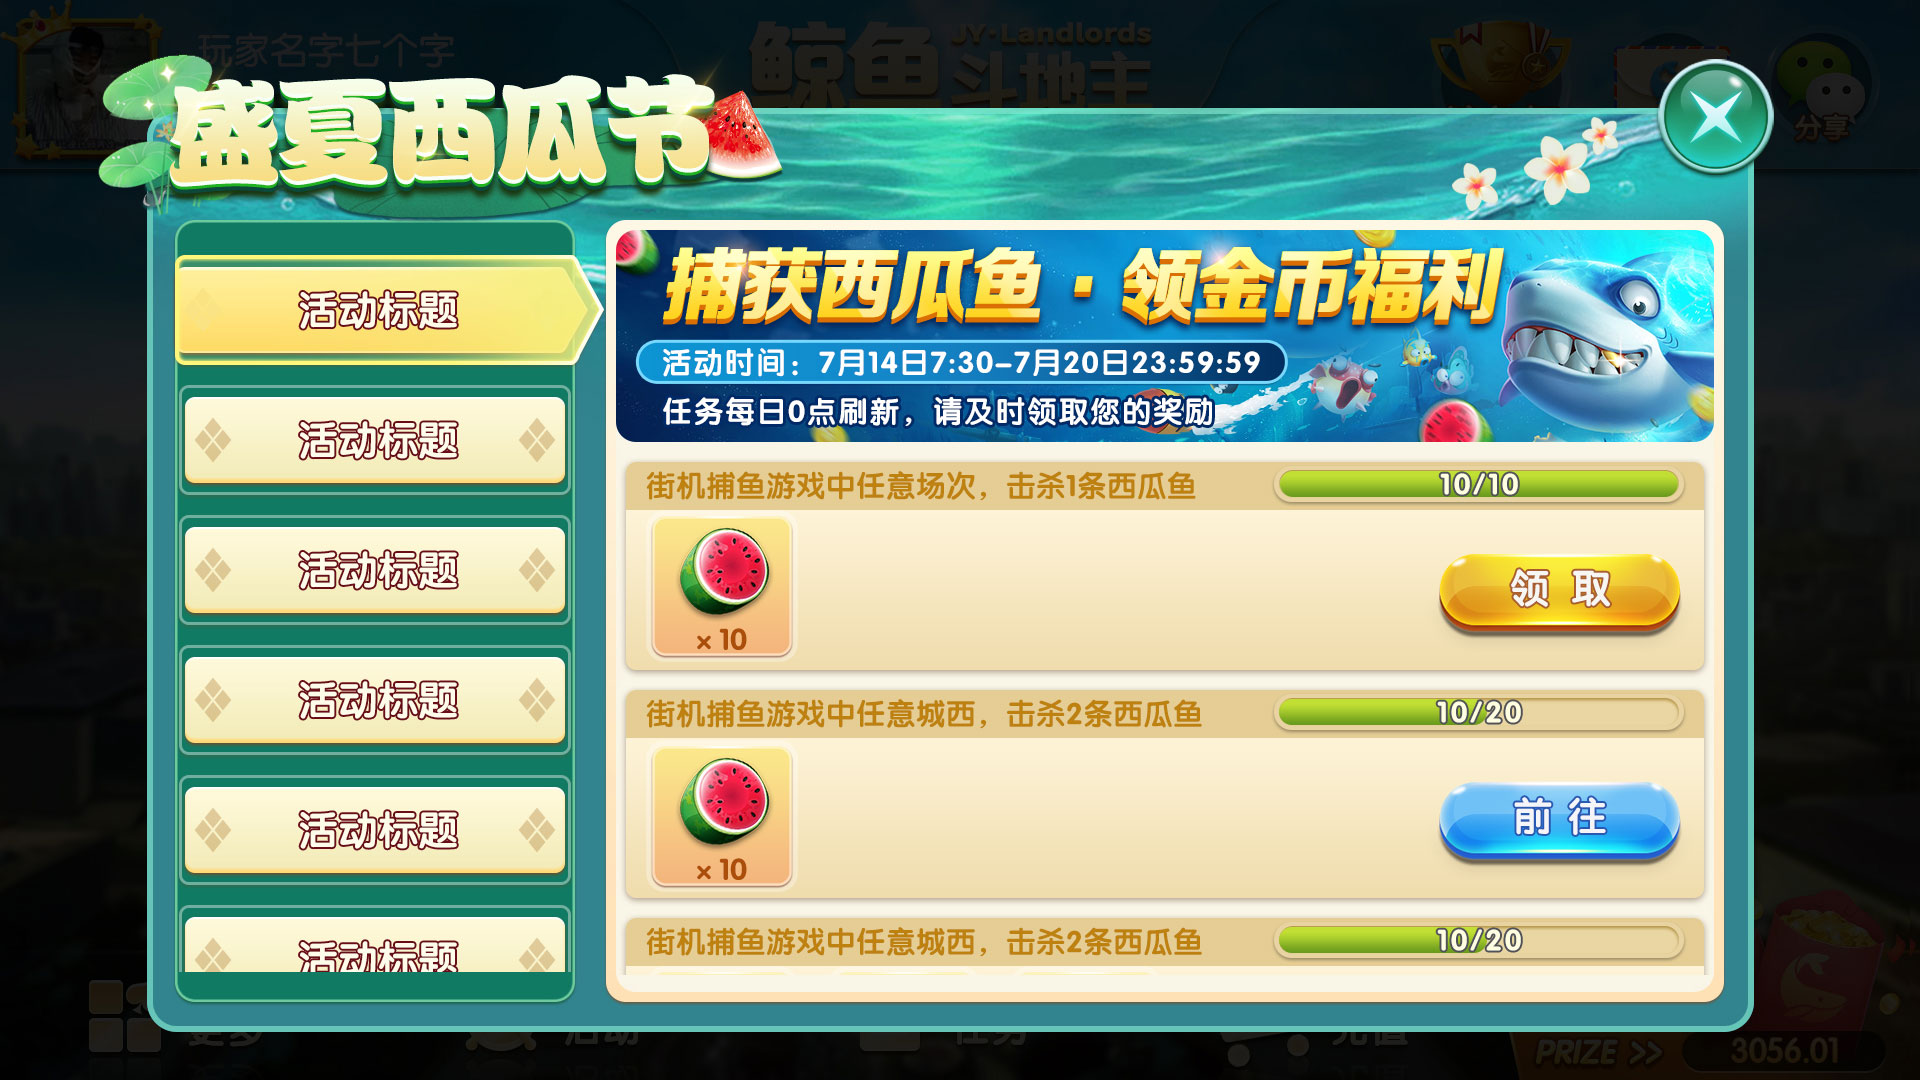 玩家名字七个字
鲸鱼
JY·Landlords
斗地主
分享
盛夏西瓜节
活动标题
活动标题
活动标题
活动标题
活动标题
活动标题
捕获西瓜鱼·领金币福利
活动时间：7月14日7:30-7月20日23:59:59
任务每日0点刷新，请及时领取您的奖励
街机捕鱼游戏中任意场次，击杀1条西瓜鱼
10/10
×10
领取
街机捕鱼游戏中任意城西，击杀2条西瓜鱼
10/20
×10
前往
街机捕鱼游戏中任意城西，击杀2条西瓜鱼
10/20
更多
活动
任务
充值
PRIZE >>
3056.01